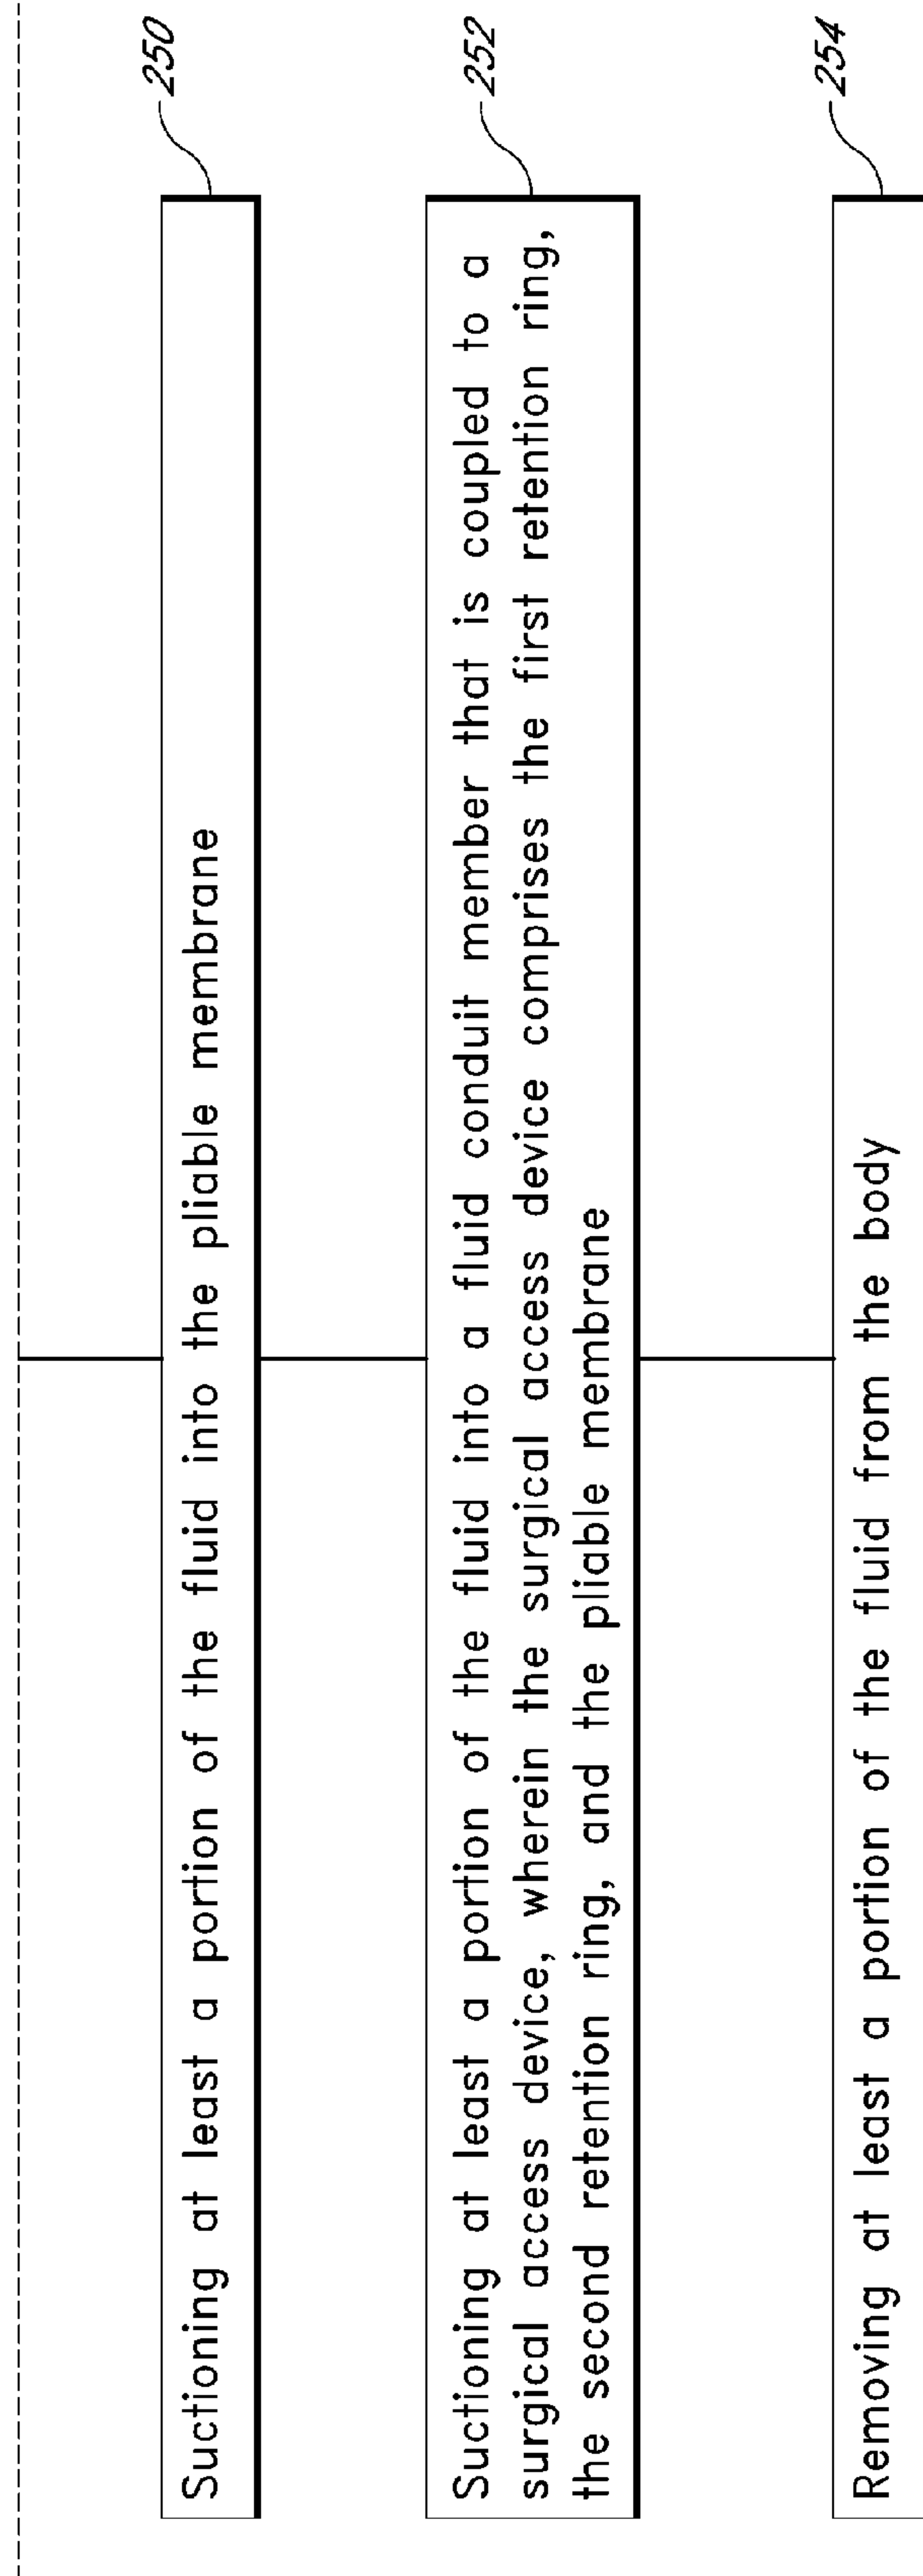 250
Suctioning at least a portion of the fluid into the pliable membrane
252
Suctioning at least a portion of the fluid into a fluid conduit member that is coupled to a
surgical access device, wherein the surgical access device comprises the first retention ring,
the second retention ring, and the pliable membrane
254
Removing at least a portion of the fluid from the body